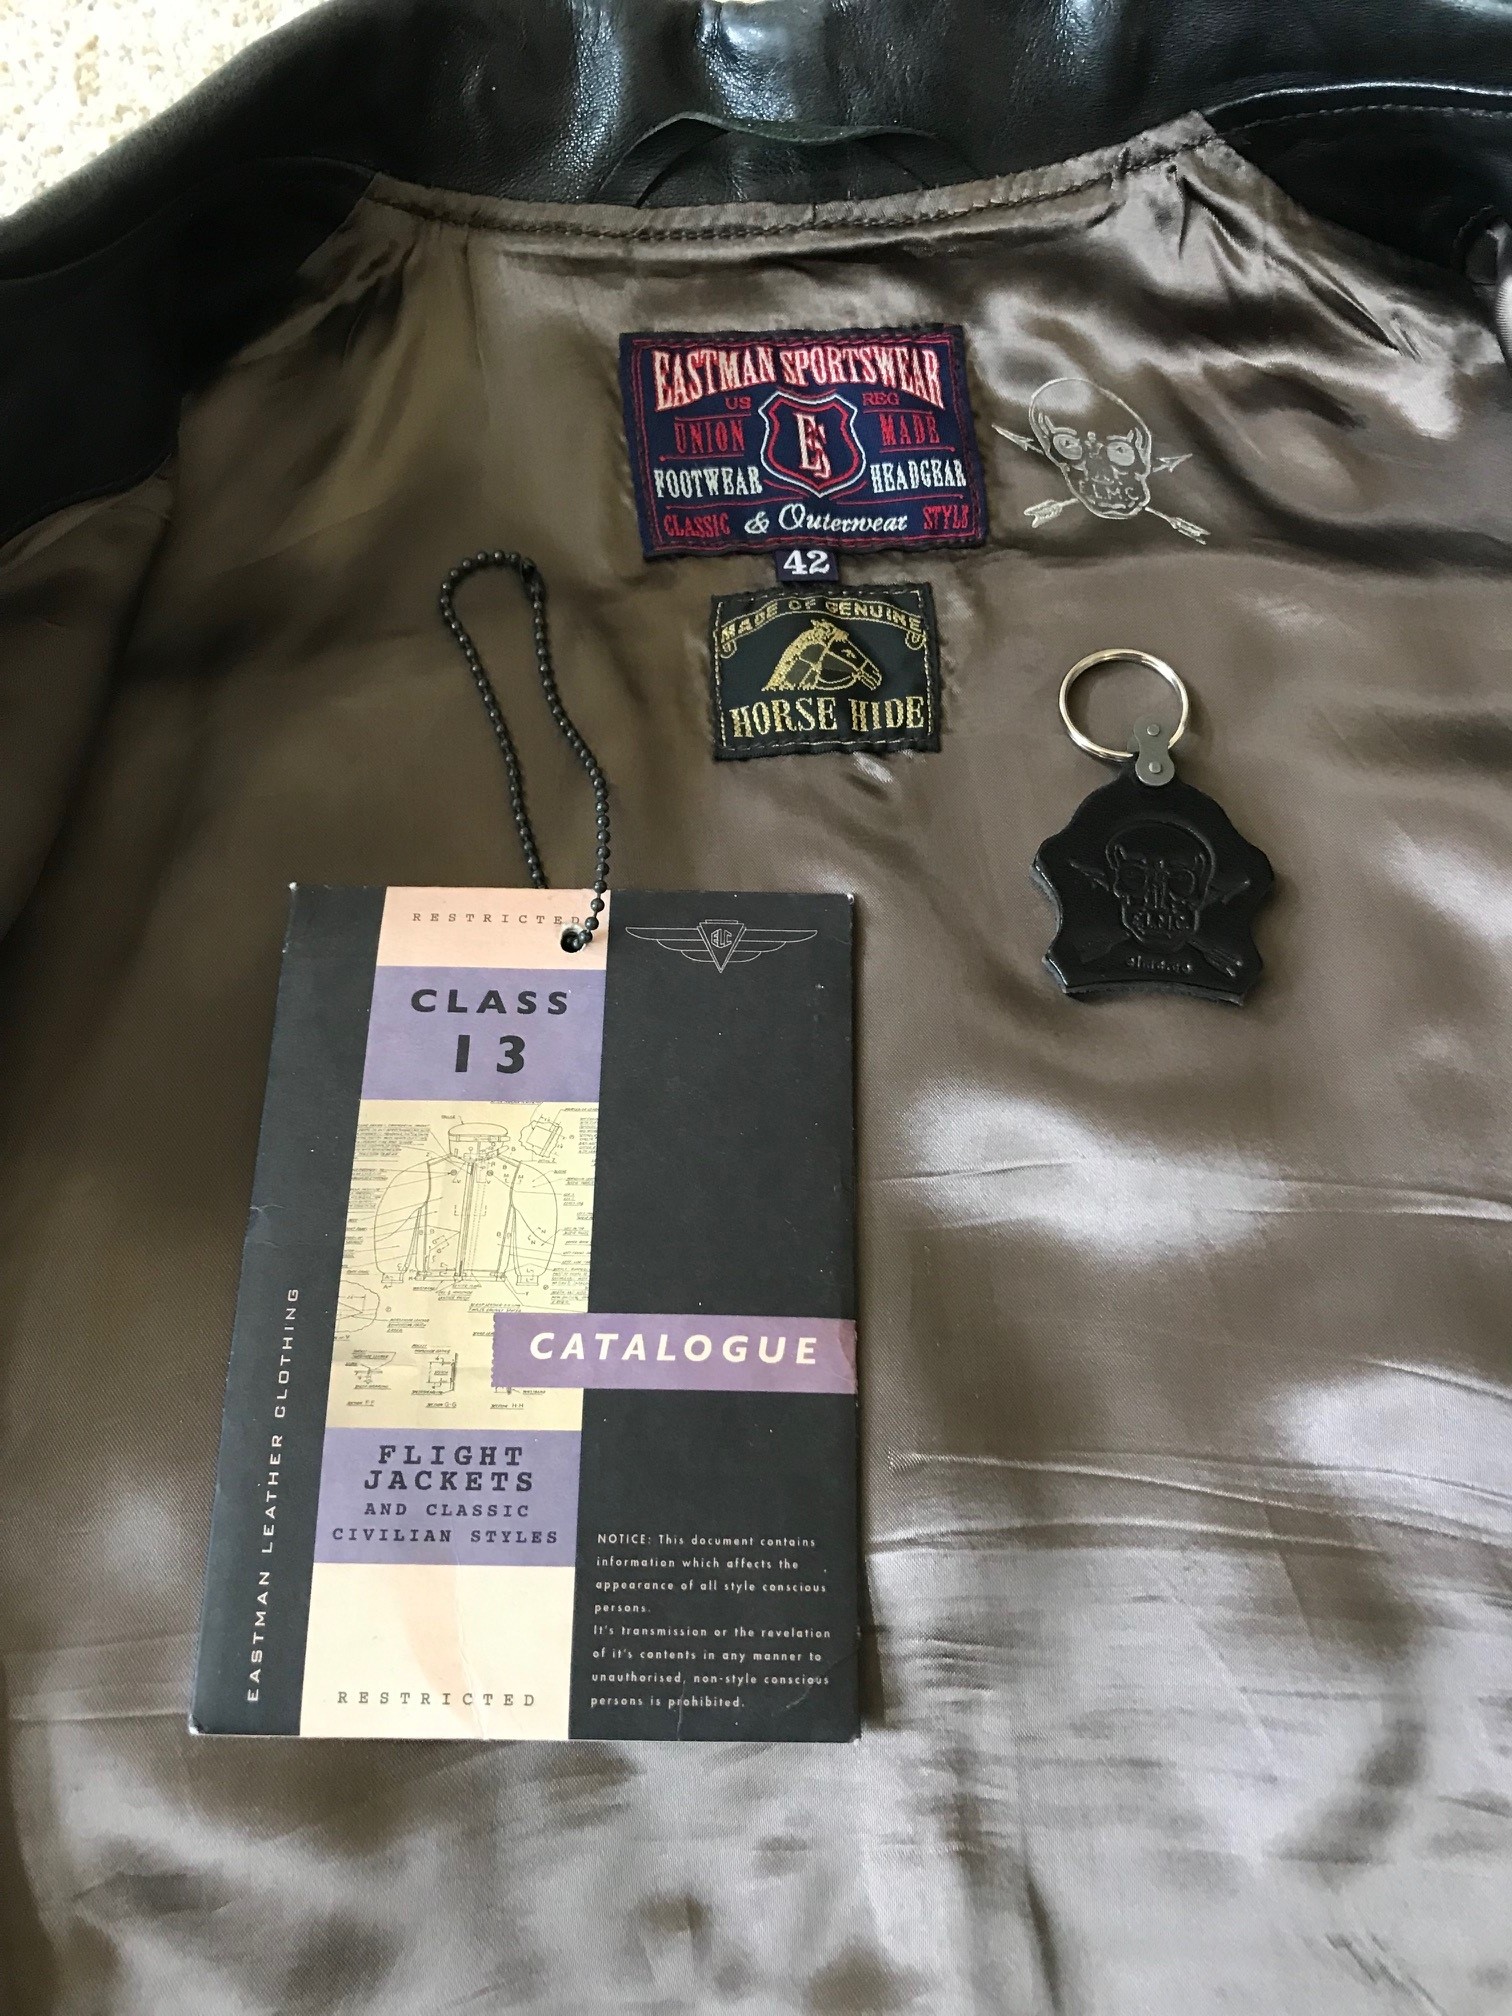 EASTMAN SPORTSWEAR
US REG
UNION ES MADE
FOOTWEAR HEADGEAR
CLASSIC & Outerwear STYLE
42
MADE OF GENUINE
HORSE HIDE
E.L.M.C.
E.L.M.C.
RESTRICTED
ELC
CLASS
13
CATALOGUE
FLIGHT
JACKETS
AND CLASSIC
CIVILIAN STYLES
RESTRICTED
EASTMAN LEATHER CLOTHING
NOTICE: This document contains
information which affects the
appearance of all style conscious
persons.
It's transmission or the revelation
of it's contents in any manner to
unauthorised, non-style conscious
persons is prohibited.